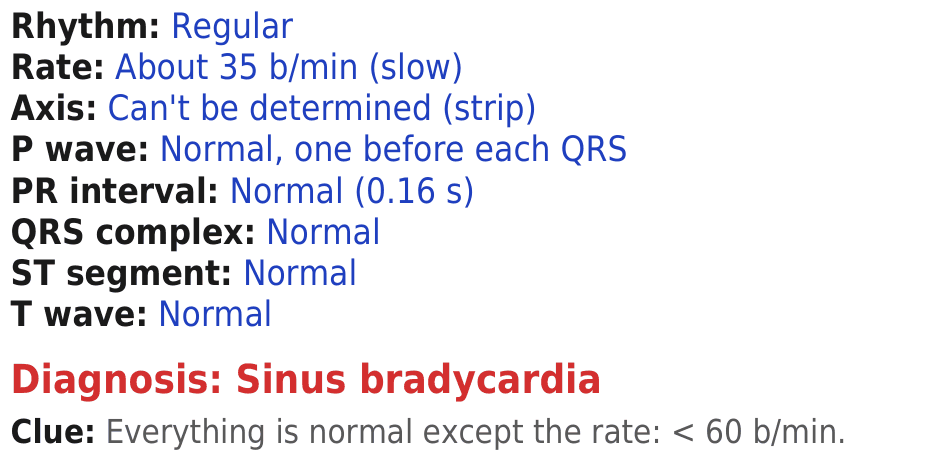 Rhythm: Regular
Rate: About 35 b/min (slow)
Axis: Can't be determined (strip)
P wave: Normal, one before each QRS
PR interval: Normal (0.16 s)
QRS complex: Normal
ST segment: Normal
T wave: Normal
Diagnosis: Sinus bradycardia
Clue: Everything is normal except the rate: < 60 b/min.